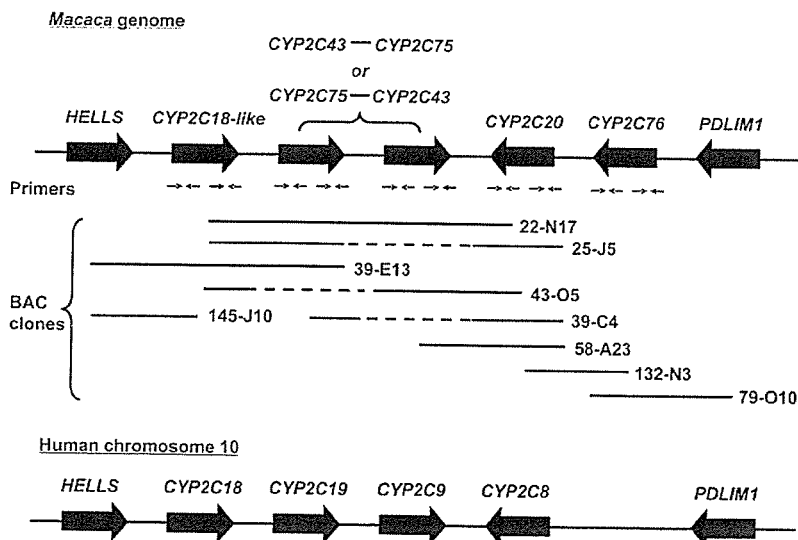 Macaca genome
CYP2C43 — CYP2C75
or
CYP2C75 — CYP2C43
HELLS CYP2C18-like CYP2C20 CYP2C76 PDLIM1
Primers
22-N17
25-J5
39-E13
43-O5
BAC clones
145-J10
39-C4
58-A23
132-N3
79-O10
Human chromosome 10
HELLS CYP2C18 CYP2C19 CYP2C9 CYP2C8 PDLIM1